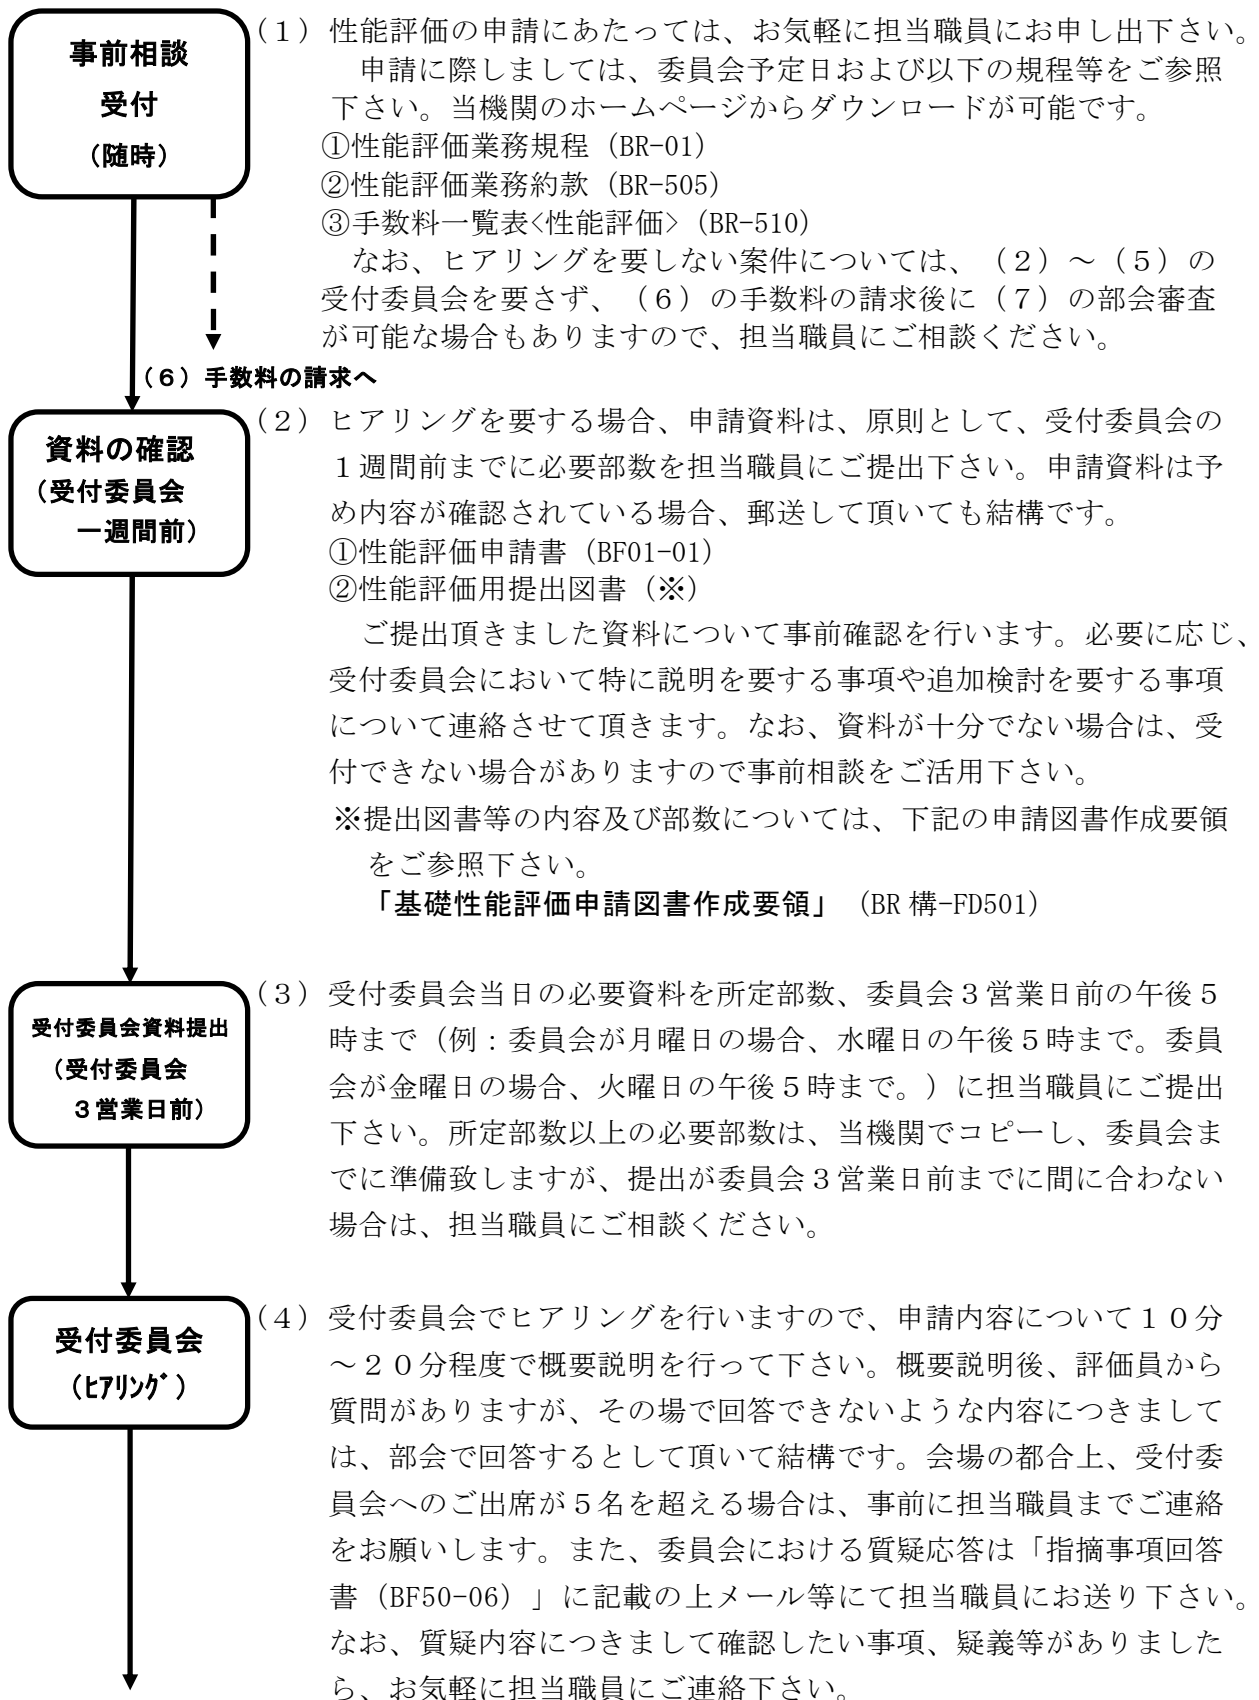 事前相談
受付
（随時）
（１）性能評価の申請にあたっては、お気軽に担当職員にお申し出下さい。
申請に際しましては、委員会予定日および以下の規程等をご参照
下さい。当機関のホームページからダウンロードが可能です。
①性能評価業務規程（BR-01）
②性能評価業務約款（BR-505）
③手数料一覧表<性能評価>（BR-510）
なお、ヒアリングを要しない案件については、（２）～（５）の
受付委員会を要さず、（６）の手数料の請求後に（７）の部会審査
が可能な場合もありますので、担当職員にご相談ください。
（６）手数料の請求へ
資料の確認
（受付委員会
一週間前）
（２）ヒアリングを要する場合、申請資料は、原則として、受付委員会の
１週間前までに必要部数を担当職員にご提出下さい。申請資料は予
め内容が確認されている場合、郵送して頂いても結構です。
①性能評価申請書（BF01-01）
②性能評価用提出図書（※）
ご提出頂きました資料について事前確認を行います。必要に応じ、
受付委員会において特に説明を要する事項や追加検討を要する事項
について連絡させて頂きます。なお、資料が十分でない場合は、受
付できない場合がありますので事前相談をご活用下さい。
※提出図書等の内容及び部数については、下記の申請図書作成要領
をご参照下さい。
「基礎性能評価申請図書作成要領」（BR構-FD501）
受付委員会資料提出
（受付委員会
３営業日前）
（３）受付委員会当日の必要資料を所定部数、委員会３営業日前の午後５
時まで（例：委員会が月曜日の場合、水曜日の午後５時まで。委員
会が金曜日の場合、火曜日の午後５時まで。）に担当職員にご提出
下さい。所定部数以上の必要部数は、当機関でコピーし、委員会ま
でに準備致しますが、提出が委員会３営業日前までに間に合わない
場合は、担当職員にご相談ください。
受付委員会
（ﾋｱﾘﾝｸﾞ）
（４）受付委員会でヒアリングを行いますので、申請内容について１０分
～２０分程度で概要説明を行って下さい。概要説明後、評価員から
質問がありますが、その場で回答できないような内容につきまして
は、部会で回答するとして頂いて結構です。会場の都合上、受付委
員会へのご出席が５名を超える場合は、事前に担当職員までご連絡
をお願いします。また、委員会における質疑応答は「指摘事項回答
書（BF50-06）」に記載の上メール等にて担当職員にお送り下さい。
なお、質疑内容につきまして確認したい事項、疑義等がありました
ら、お気軽に担当職員にご連絡下さい。